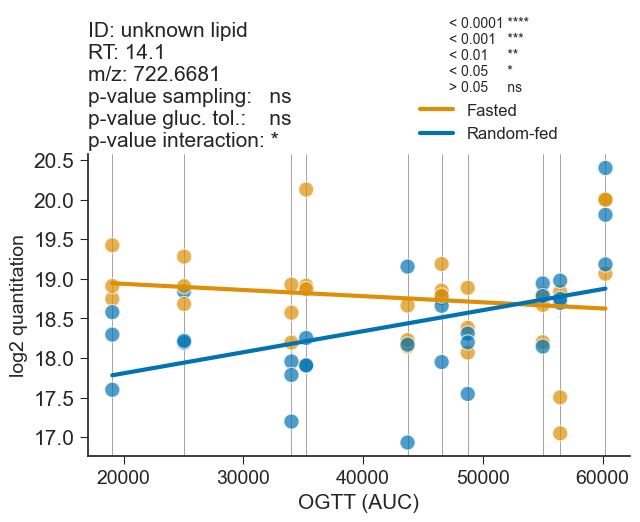 ID: unknown lipid
RT: 14.1
m/z: 722.6681
p-value sampling: ns
p-value gluc. tol.: ns
p-value interaction: *
< 0.0001 ****
< 0.001 ***
< 0.01 **
< 0.05 *
> 0.05 ns
Fasted
Random-fed
20.5
20.0
19.5
19.0
18.5
18.0
17.5
17.0
log2 quantitation
20000 30000 40000 50000 60000
OGTT (AUC)